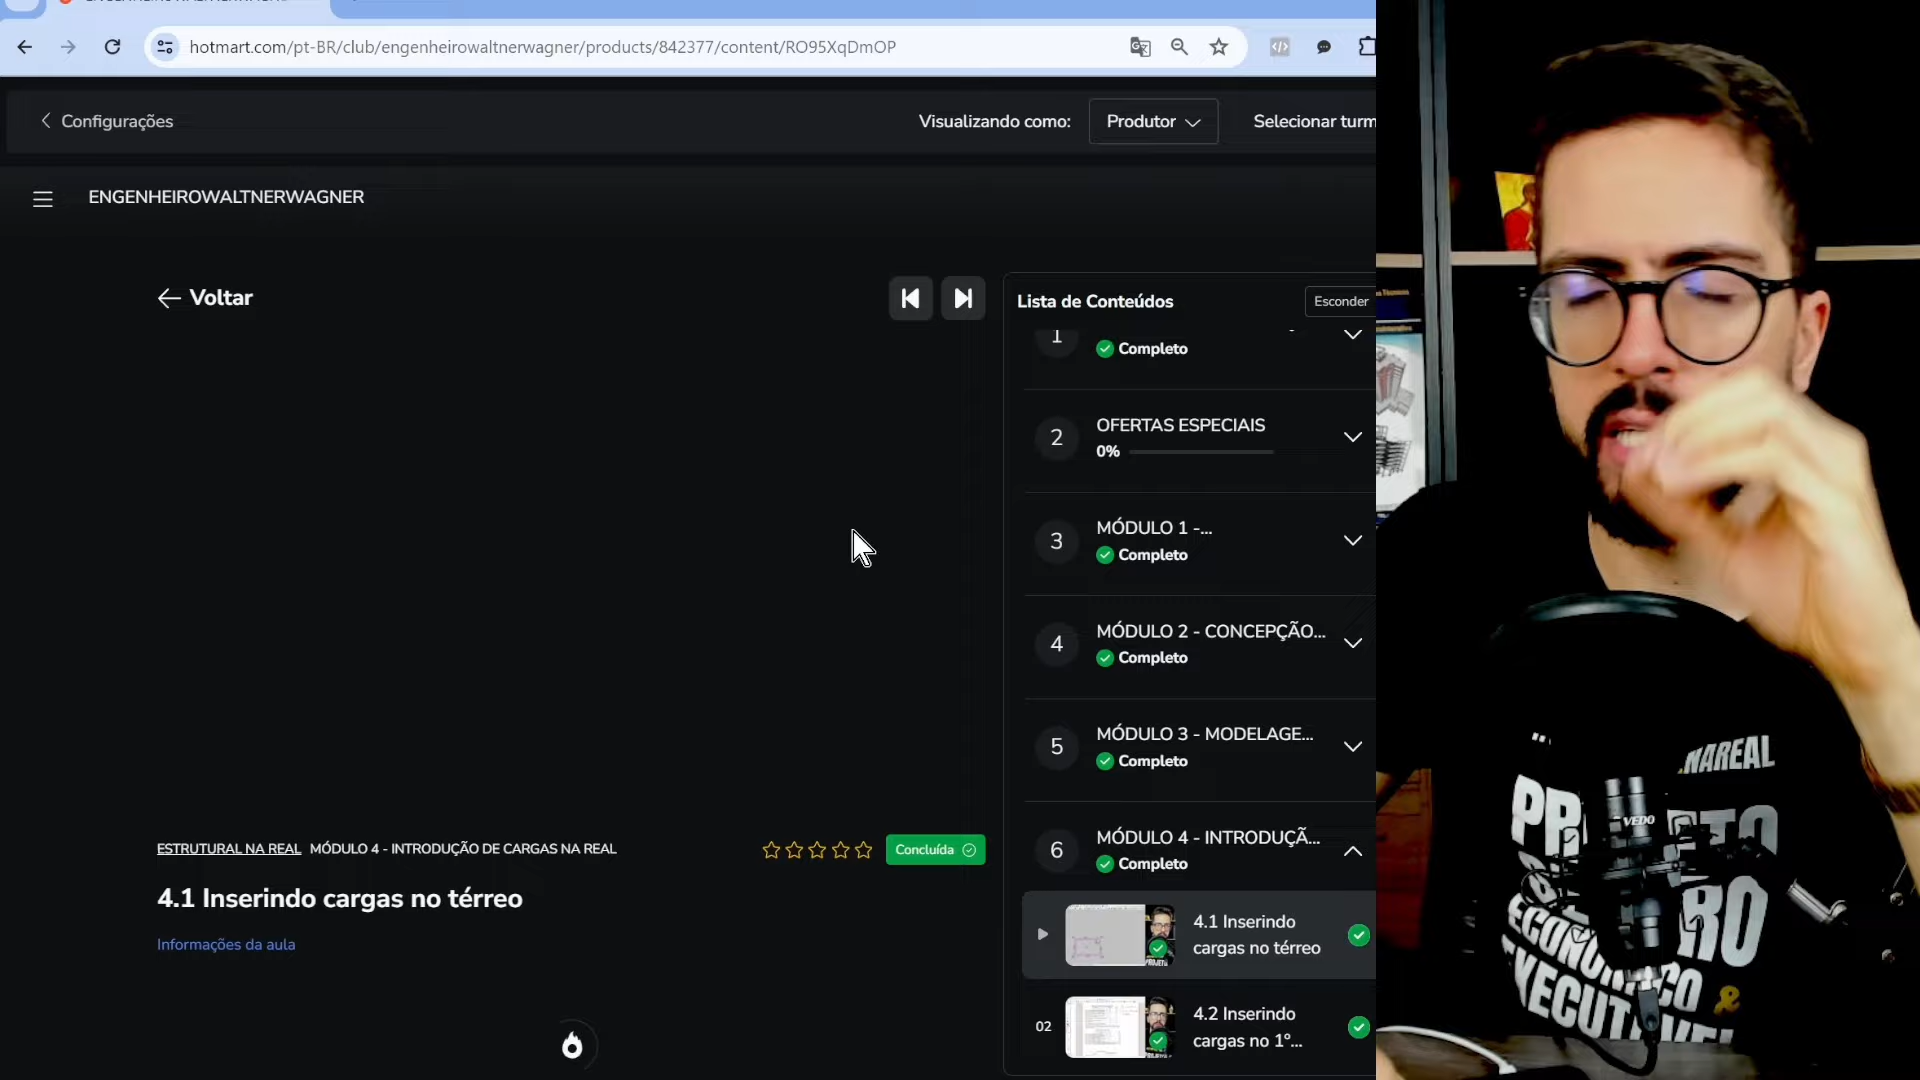 hotmart.com/pt-BR/club/engenheirowaltnerwagner/products/842377/content/RO95XqDmOP
Configurações
Visualizando como:
Produtor
Selecionar turm
ENGENHEIROWALTNERWAGNER
Voltar
Lista de Conteúdos
Esconder
1
Completo
2
OFERTAS ESPECIAIS
0%
3
MÓDULO 1 -...
Completo
4
MÓDULO 2 - CONCEPÇÃO...
Completo
5
MÓDULO 3 - MODELAGE...
Completo
6
MÓDULO 4 - INTRODUÇÃ...
Completo
4.1 Inserindo
cargas no térreo
02
4.2 Inserindo
cargas no 1º...
ESTRUTURAL NA REAL MÓDULO 4 - INTRODUÇÃO DE CARGAS NA REAL
Concluída
4.1 Inserindo cargas no térreo
Informações da aula
NAREAL
VEDO